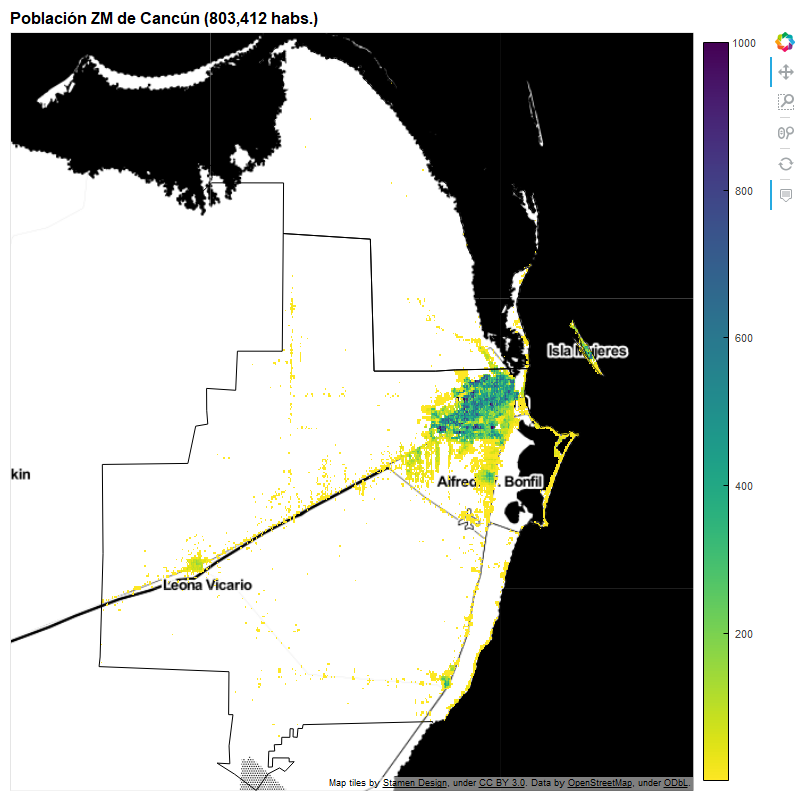 Población ZM de Cancún (803,412 habs.)
1000
800
600
400
200
Isla Mujeres
kin
Alfredo V. Bonfil
Leona Vicario
Map tiles by Stamen Design, under CC BY 3.0. Data by OpenStreetMap, under ODbL.